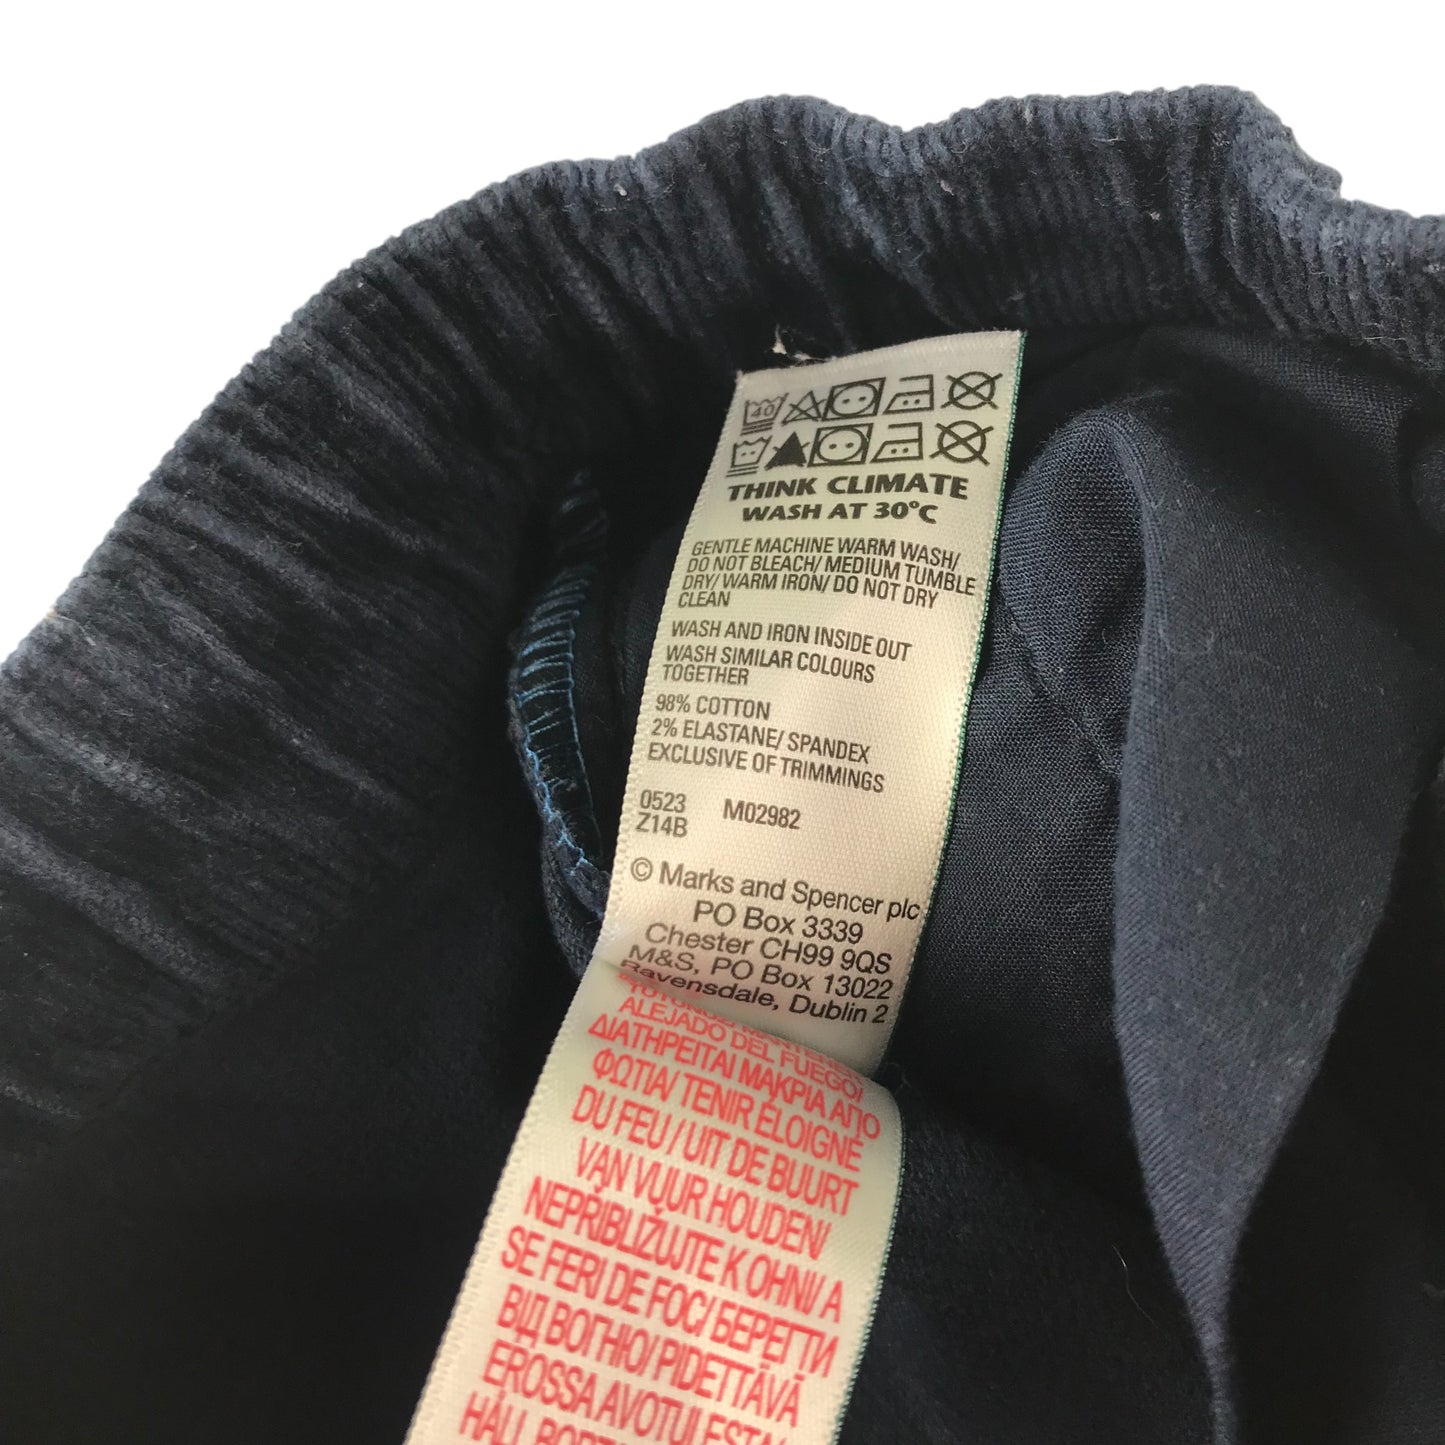 40
THINK CLIMATE
WASH AT 30°C
GENTLE MACHINE WARM WASH/
DO NOT BLEACH/ MEDIUM TUMBLE
DRY/ WARM IRON/ DO NOT DRY
CLEAN
WASH AND IRON INSIDE OUT
WASH SIMILAR COLOURS
TOGETHER
98% COTTON
2% ELASTANE/ SPANDEX
EXCLUSIVE OF TRIMMINGS
0523 M02982
Z14B
© Marks and Spencer plc
PO Box 3339
Chester CH99 9QS
M&S, PO Box 13022
Ravensdale, Dublin 2
ALEJADO DEL FUEGO/
ΔΙΑΤΗΡΕΙΤΑΙ ΜΑΚΡΙΑ ΑΠΟ
ΦΩΤΙΑ/ TENIR ÉLOIGNÉ
DU FEU / UIT DE BUURT
VAN VUUR HOUDEN/
NEPŘIBLIŽUJTE K OHNI/ A
SE FERI DE FOC/ БЕРЕГТИ
ВІД ВОГНЮ/ PIDETTÄVÄ
EROSSA AVOTULESTA/
HÅLL BORT